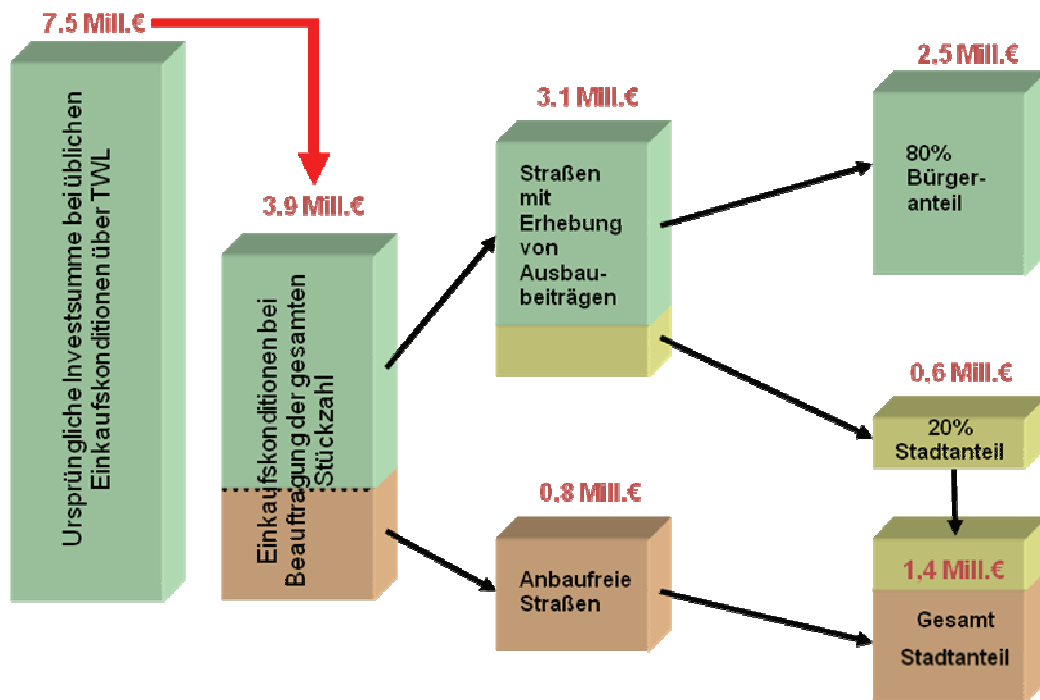 7,5 Mill.€
Ursprüngliche Investsumme bei üblichen
Einkaufskonditionen über TWL
3,9 Mill.€
Einkaufskonditionen bei
Beauftragung der gesamten
Stückzahl
3,1 Mill.€
Straßen
mit
Erhebung
von
Ausbau-
beiträgen
2,5 Mill.€
80%
Bürger-
anteil
0,6 Mill.€
20%
Stadtanteil
0,8 Mill.€
Anbaufreie
Straßen
1,4 Mill.€
Gesamt
Stadtanteil